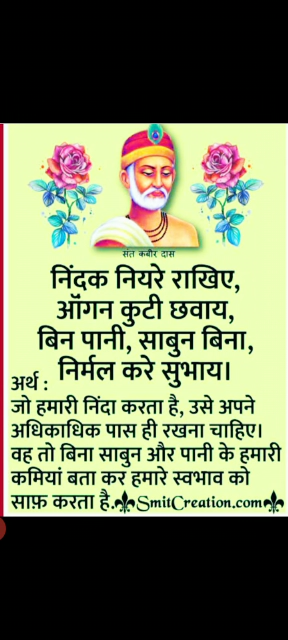 संत कबीर दास
निंदक नियरे राखिए,
ऑंगन कुटी छवाय,
बिन पानी, साबुन बिना,
निर्मल करे सुभाय।
अर्थ :
जो हमारी निंदा करता है, उसे अपने
अधिकाधिक पास ही रखना चाहिए।
वह तो बिना साबुन और पानी के हमारी
कमियां बता कर हमारे स्वभाव को
साफ़ करता है. SmitCreation.com